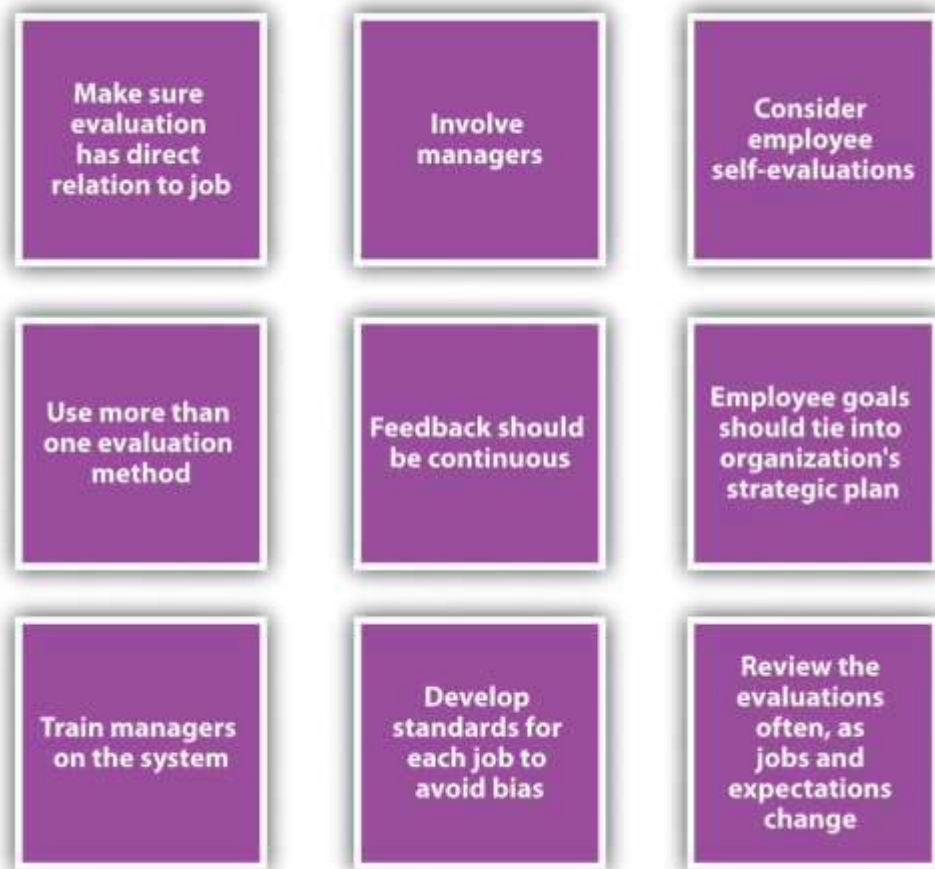 Make sure
evaluation
has direct
relation to job
Involve
managers
Consider
employee
self-evaluations
Use more than
one evaluation
method
Feedback should
be continuous
Employee goals
should tie into
organization's
strategic plan
Train managers
on the system
Develop
standards for
each job to
avoid bias
Review the
evaluations
often, as
jobs and
expectations
change